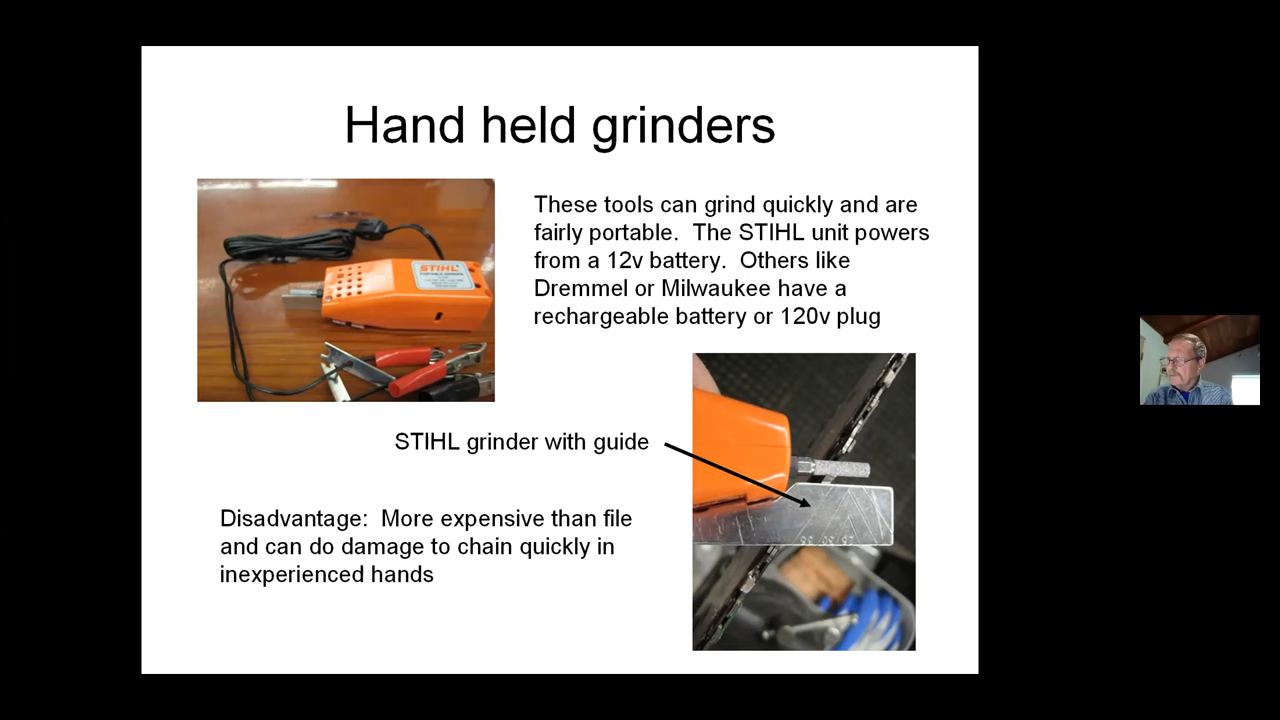 Hand held grinders
These tools can grind quickly and are
fairly portable.  The STIHL unit powers
from a 12v battery.  Others like
Dremmel or Milwaukee have a
rechargeable battery or 120v plug
STIHL
PORTABLE GRINDER
STIHL grinder with guide
Disadvantage:  More expensive than file
and can do damage to chain quickly in
inexperienced hands